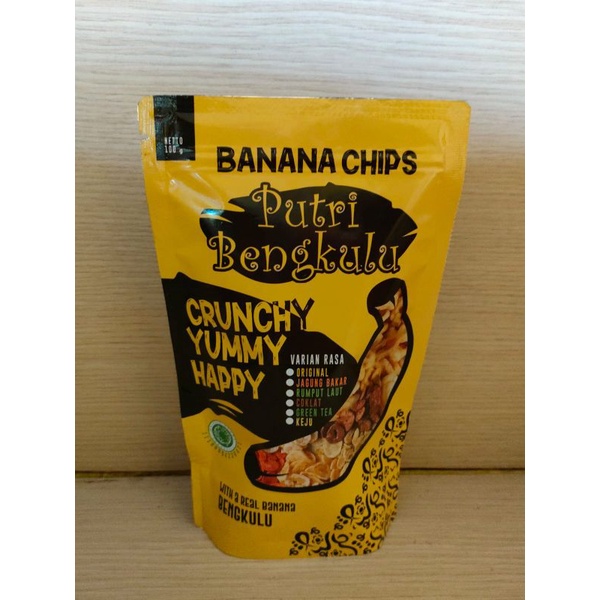 NETTO
100 g
BANANA CHIPS
Putri
Bengkulu
CRUNCHY
YUMMY
HAPPY
VARIAN RASA
ORIGINAL
JAGUNG BAKAR
RUMPUT LAUT
COKLAT
GREEN TEA
KEJU
WITH a REAL BANANA
BENGKULU